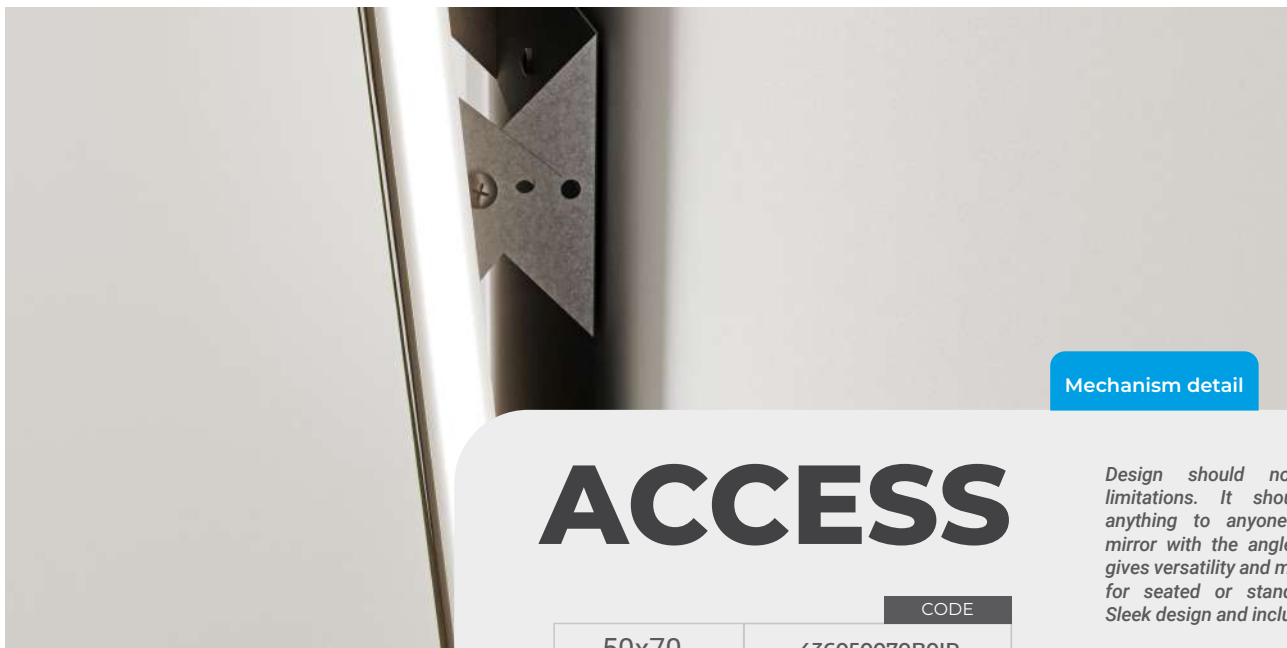 Mechanism detail
ACCESS
Design should
limitations. It
anything to anyone
mirror with the
gives versatility and
for seated or
Sleek design and
CODE
50x70